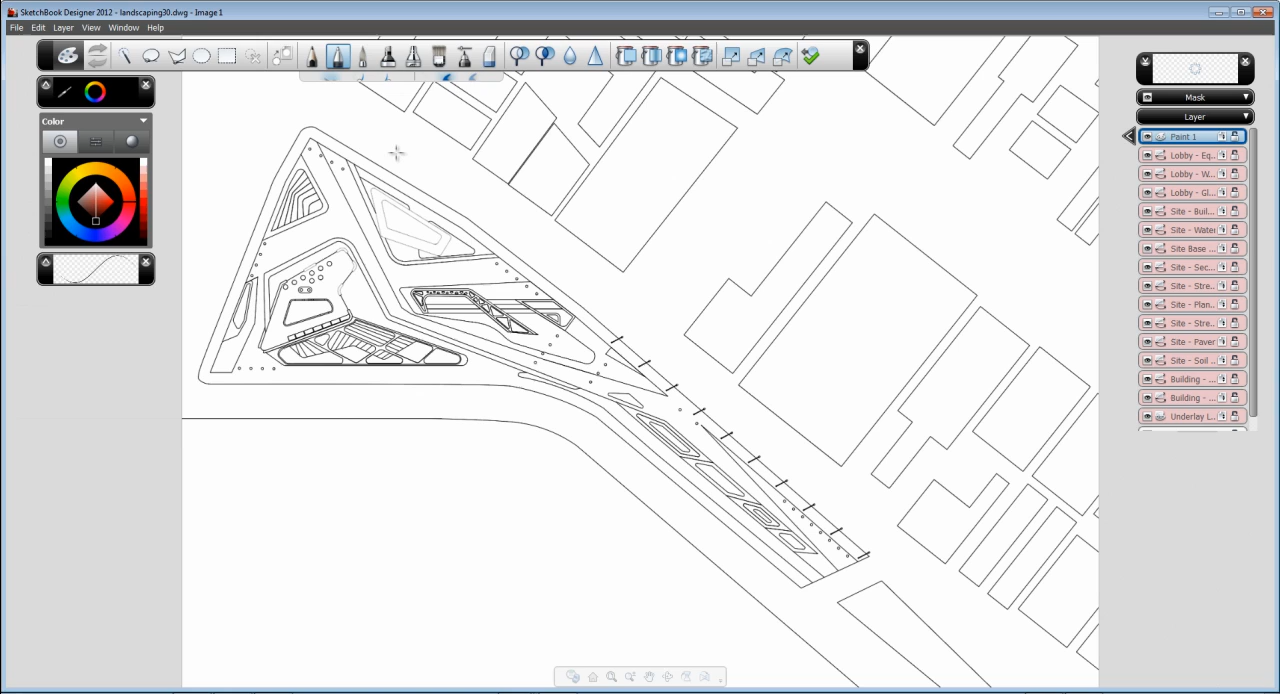 SketchBook Designer 2012 - landscaping30.dwg - Image 1
File Edit Layer View Window Help
Color
Mask
Layer
Paint 1
Lobby - Eq...
Lobby - W...
Lobby - Gl...
Site - Buil...
Site - Water
Site Base ...
Site - Sec...
Site - Stre...
Site - Plan...
Site - Stre...
Site - Paver
Site - Soil ...
Building - ...
Building - ...
Underlay L...